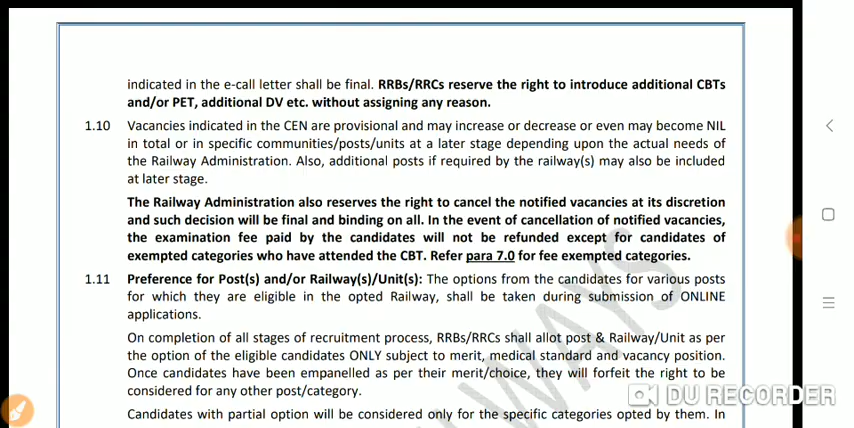 indicated in the e-call letter shall be final. RRBs/RRCs reserve the right to introduce additional CBTs
and/or PET, additional DV etc. without assigning any reason.
1.10 Vacancies indicated in the CEN are provisional and may increase or decrease or even may become NIL
in total or in specific communities/posts/units at a later stage depending upon the actual needs of
the Railway Administration. Also, additional posts if required by the railway(s) may also be included
at later stage.
The Railway Administration also reserves the right to cancel the notified vacancies at its discretion
and such decision will be final and binding on all. In the event of cancellation of notified vacancies,
the examination fee paid by the candidates will not be refunded except for candidates of
exempted categories who have attended the CBT. Refer para 7.0 for fee exempted categories.
1.11 Preference for Post(s) and/or Railway(s)/Unit(s): The options from the candidates for various posts
for which they are eligible in the opted Railway, shall be taken during submission of ONLINE
applications.
On completion of all stages of recruitment process, RRBs/RRCs shall allot post & Railway/Unit as per
the option of the eligible candidates ONLY subject to merit, medical standard and vacancy position.
Once candidates have been empanelled as per their merit/choice, they will forfeit the right to be
considered for any other post/category.
Candidates with partial option will be considered only for the specific categories opted by them. In
WAYS
DU RECORDER